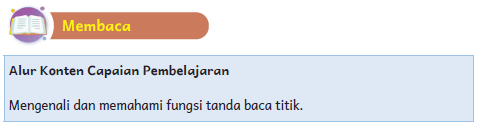 Membaca
Alur Konten Capaian Pembelajaran
Mengenali dan memahami fungsi tanda baca titik.